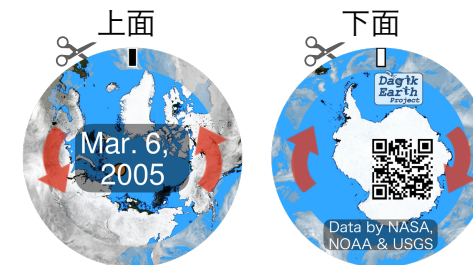 上面
下面
Mar. 6,
2005
Dagik
Earth
Project
Data by NASA,
NOAA & USGS